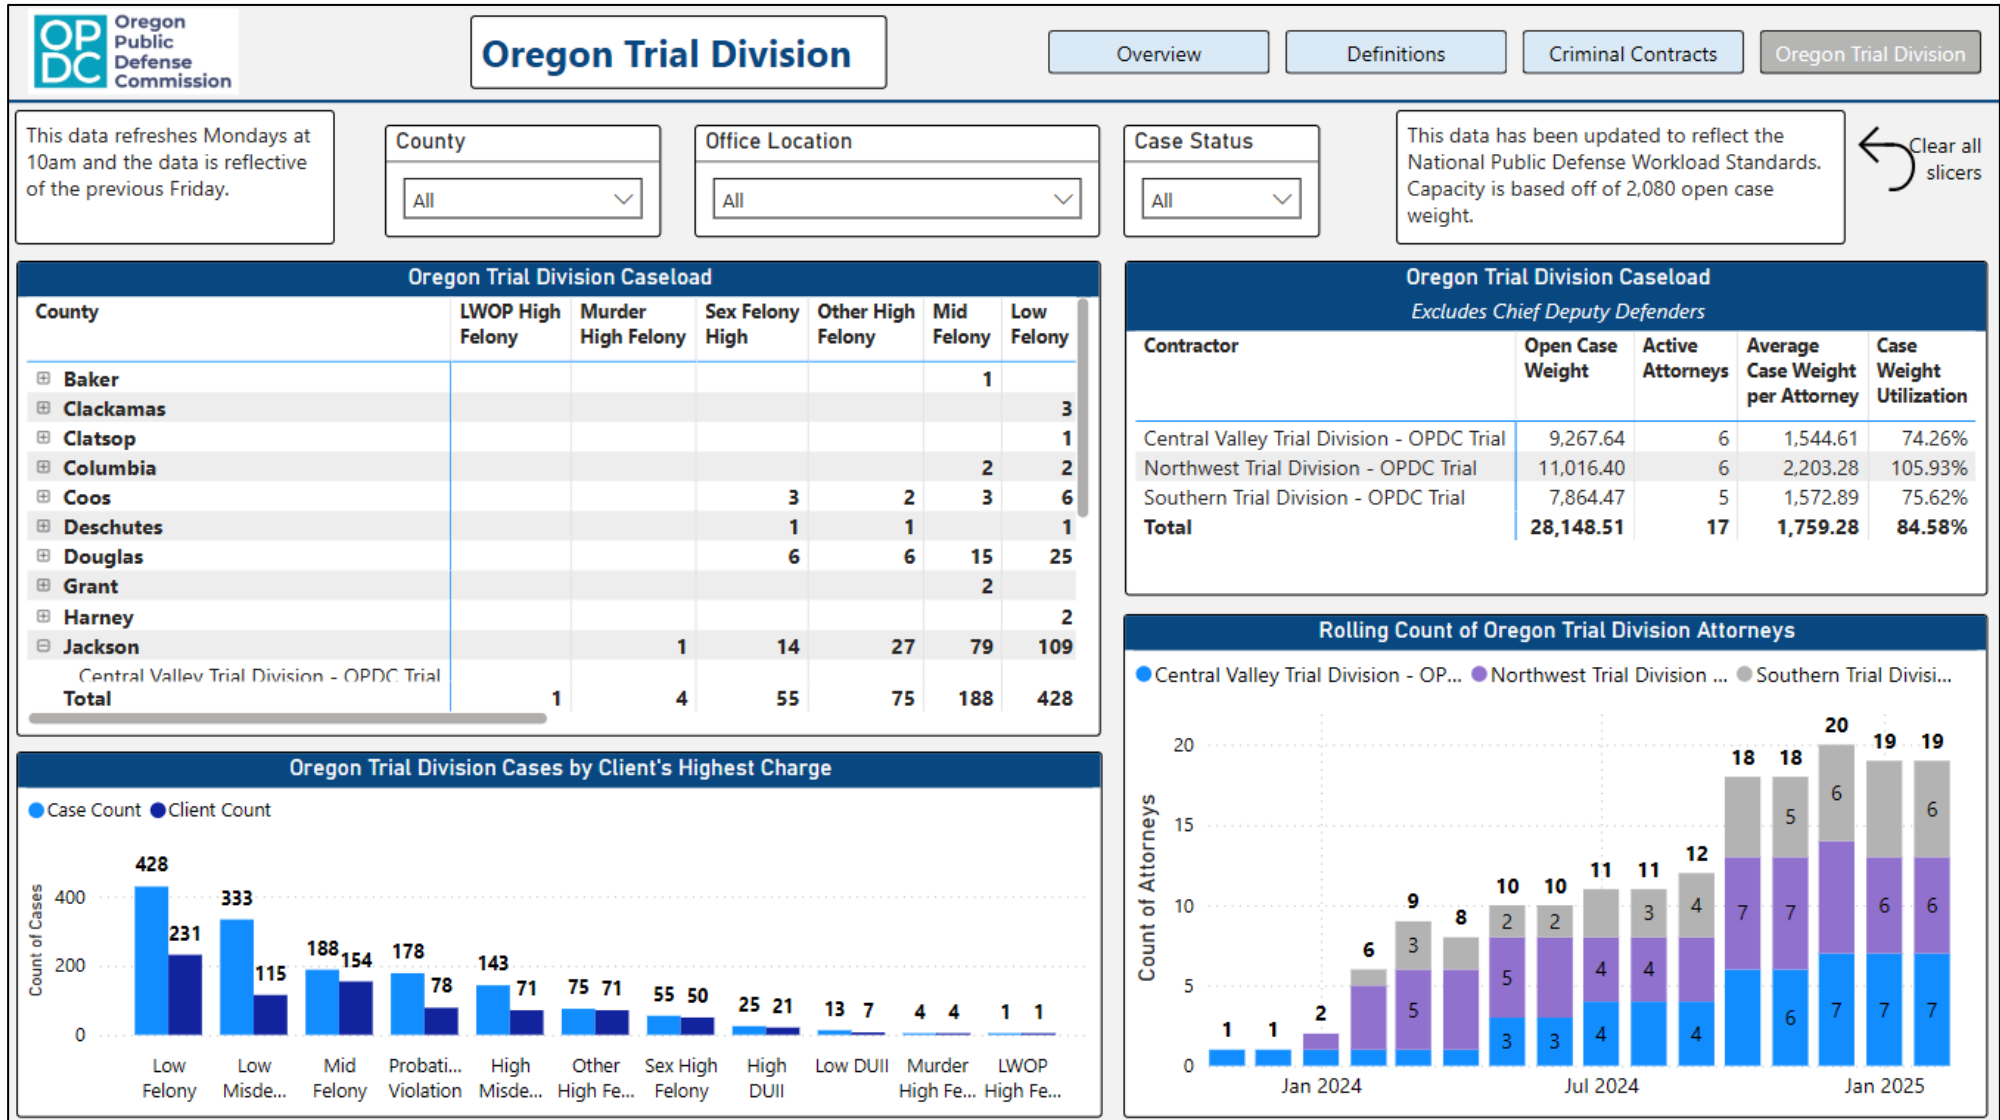 OP
DC
Oregon
Public
Defense
Commission
Oregon Trial Division
Overview
Definitions
Criminal Contracts
Oregon Trial Division
This data refreshes Mondays at
10am and the data is reflective
of the previous Friday.
County
All
Office Location
All
Case Status
All
This data has been updated to reflect the
National Public Defense Workload Standards.
Capacity is based off of 2,080 open case
weight.
Clear all
slicers
Oregon Trial Division Caseload
County LWOP High Felony Murder High Felony Sex Felony High Other High Felony Mid Felony Low Felony
Baker 1
Clackamas 3
Clatsop 1
Columbia 2 2
Coos 3 2 3 6
Deschutes 1 1 1
Douglas 6 6 15 25
Grant 2
Harney 2
Jackson 1 14 27 79 109
Central Valley Trial Division - OPDC Trial
Total 1 4 55 75 188 428
Oregon Trial Division Caseload
Excludes Chief Deputy Defenders
Contractor Open Case Weight Active Attorneys Average Case Weight per Attorney Case Weight Utilization
Central Valley Trial Division - OPDC Trial 9,267.64 6 1,544.61 74.26%
Northwest Trial Division - OPDC Trial 11,016.40 6 2,203.28 105.93%
Southern Trial Division - OPDC Trial 7,864.47 5 1,572.89 75.62%
Total 28,148.51 17 1,759.28 84.58%
Oregon Trial Division Cases by Client's Highest Charge
Case Count Client Count
Count of Cases
400
200
0
428 231
333 115
188 154
178 78
143 71
75 71
55 50
25 21
13 7
4 4
1 1
Low Felony
Low Misde...
Mid Felony
Probati... Violation
High Misde...
Other High Fe...
Sex High Felony
High DUII
Low DUII
Murder High Fe...
LWOP High Fe...
Rolling Count of Oregon Trial Division Attorneys
Central Valley Trial Division - OP... Northwest Trial Division ... Southern Trial Divisi...
Count of Attorneys
20
15
10
5
0
1
1
2
6
9 3 5
8
10 2 5 3
10 2 3
11 4 4
11 3 4
12 4 4
18 7
18 5 7 6
20 6 7
19 6 7
19 6 6 7
Jan 2024
Jul 2024
Jan 2025